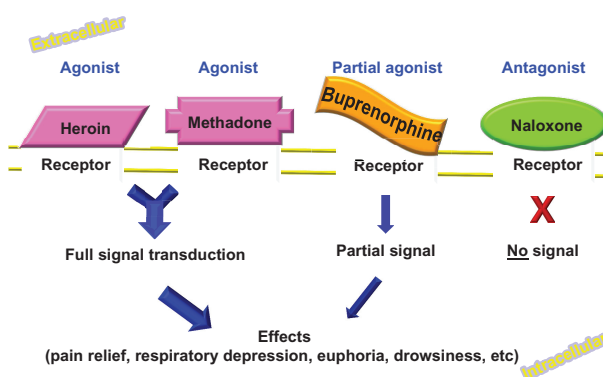 Extracellular
Agonist
Agonist
Partial agonist
Antagonist
Heroin
Methadone
Buprenorphine
Naloxone
Receptor
Receptor
Receptor
Receptor
X
Full signal transduction
Partial signal
No signal
Effects
(pain relief, respiratory depression, euphoria, drowsiness, etc)
Intracellular